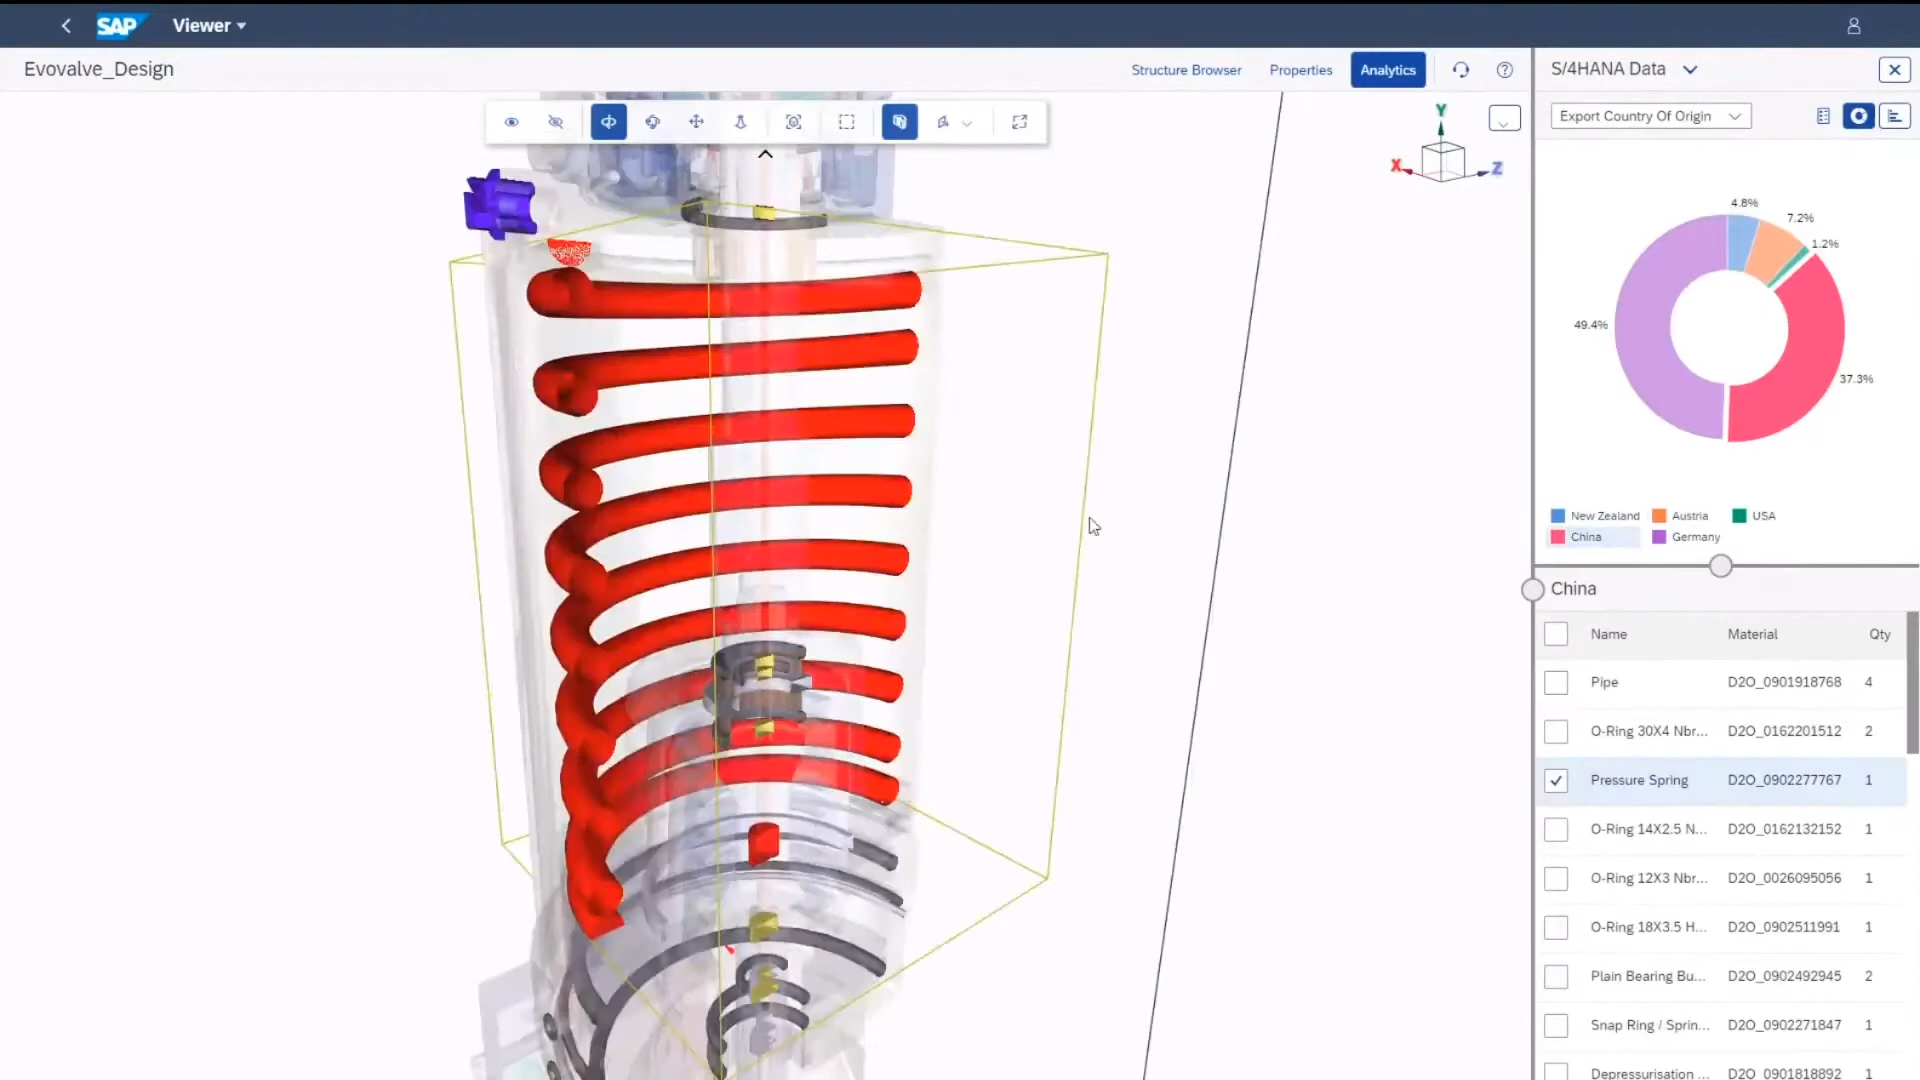 SAP Viewer
Evovalve_Design
Structure Browser Properties Analytics
S/4HANA Data
Export Country Of Origin
Y
X
Z
4.8%
7.2%
1.2%
49.4%
37.3%
New Zealand Austria USA
China Germany
China
Name Material Qty
Pipe D2O_0901918768 4
O-Ring 30X4 Nbr... D2O_0162201512 2
Pressure Spring D2O_0902277767 1
O-Ring 14X2.5 N... D2O_0162132152 1
O-Ring 12X3 Nbr... D2O_0026095056 1
O-Ring 18X3.5 H... D2O_0902511991 1
Plain Bearing Bu... D2O_0902492945 2
Snap Ring / Sprin... D2O_0902271847 1
Depressurisation ... D2O_0901818892 1